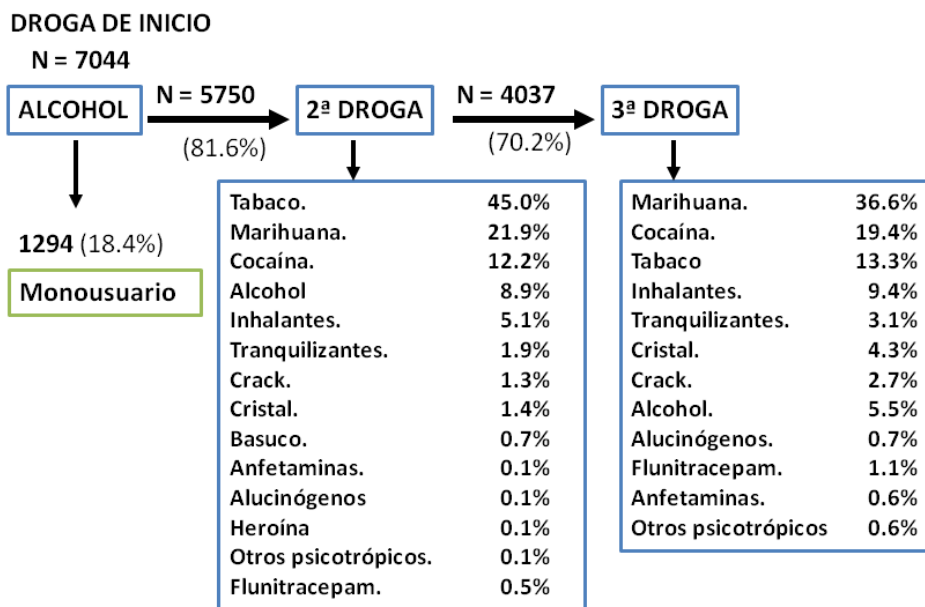 DROGA DE INICIO
N = 7044
ALCOHOL
N = 5750
(81.6%)
2ª DROGA
N = 4037
(70.2%)
3ª DROGA
1294 (18.4%)
Monousuario
Tabaco. 45.0%
Marihuana. 21.9%
Cocaína. 12.2%
Alcohol 8.9%
Inhalantes. 5.1%
Tranquilizantes. 1.9%
Crack. 1.3%
Cristal. 1.4%
Basuco. 0.7%
Anfetaminas. 0.1%
Alucinógenos 0.1%
Heroína 0.1%
Otros psicotrópicos. 0.1%
Flunitracepam. 0.5%
Marihuana. 36.6%
Cocaína. 19.4%
Tabaco 13.3%
Inhalantes. 9.4%
Tranquilizantes. 3.1%
Cristal. 4.3%
Crack. 2.7%
Alcohol. 5.5%
Alucinógenos. 0.7%
Flunitracepam. 1.1%
Anfetaminas. 0.6%
Otros psicotrópicos 0.6%